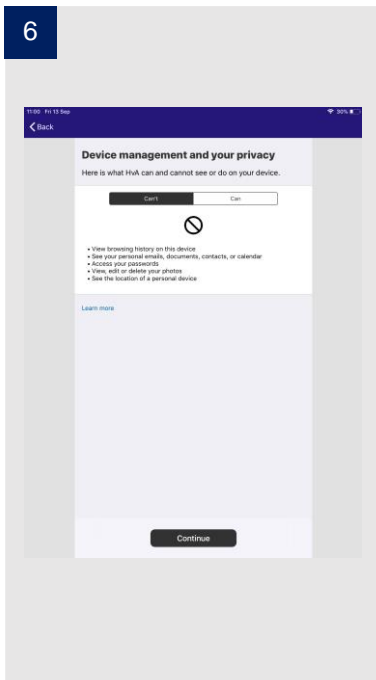 6
11:00 Fri 13 Sep
30%
Back
Device management and your privacy
Here is what HvA can and cannot see or do on your device.
Can't
Can
• View browsing history on this device
• See your personal emails, documents, contacts, or calendar
• Access your passwords
• View, edit or delete your photos
• See the location of a personal device
Learn more
Continue